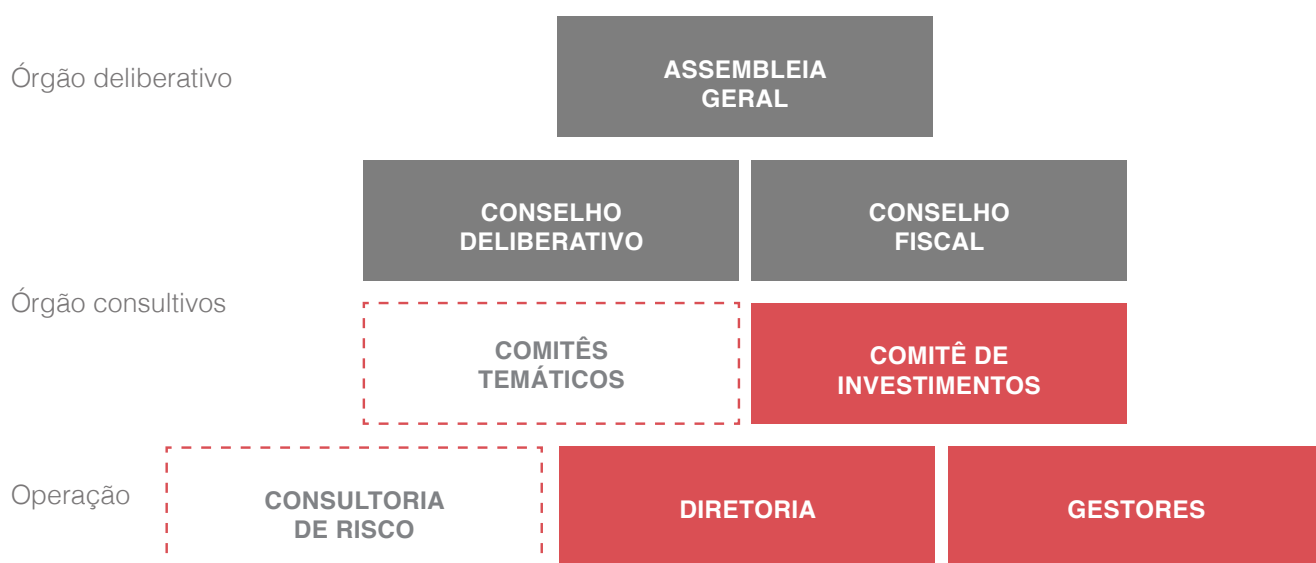 Órgão deliberativo
ASSEMBLEIA
GERAL
CONSELHO
DELIBERATIVO
CONSELHO
FISCAL
Órgão consultivos
COMITÊS
TEMÁTICOS
COMITÊ DE
INVESTIMENTOS
Operação
CONSULTORIA
DE RISCO
DIRETORIA
GESTORES